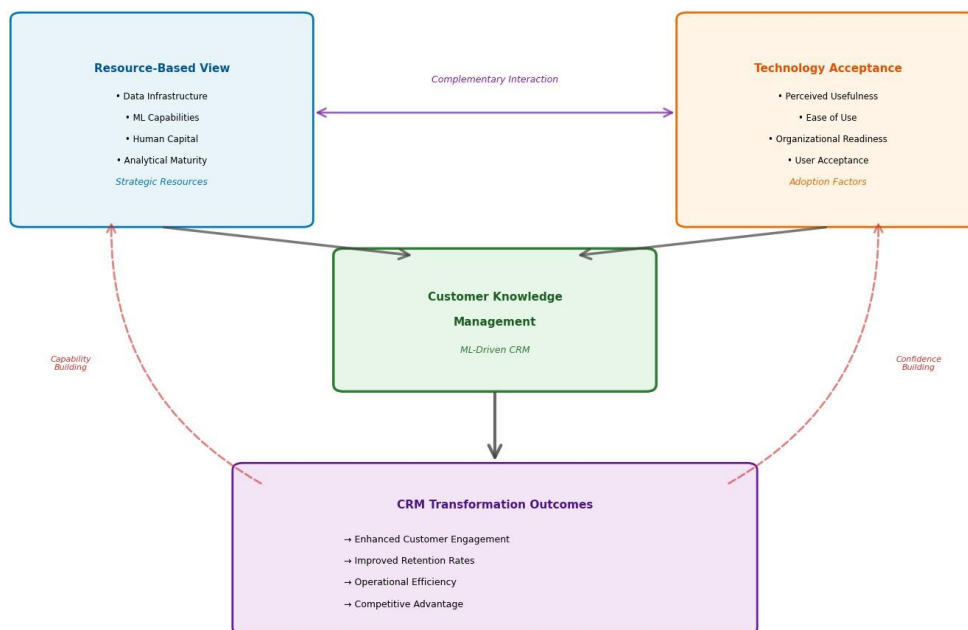 Resource-Based View
• Data Infrastructure
• ML Capabilities
• Human Capital
• Analytical Maturity
Strategic Resources
Complementary Interaction
Technology Acceptance
• Perceived Usefulness
• Ease of Use
• Organizational Readiness
• User Acceptance
Adoption Factors
Customer Knowledge
Management
ML-Driven CRM
Capability
Building
Confidence
Building
CRM Transformation Outcomes
→ Enhanced Customer Engagement
→ Improved Retention Rates
→ Operational Efficiency
→ Competitive Advantage